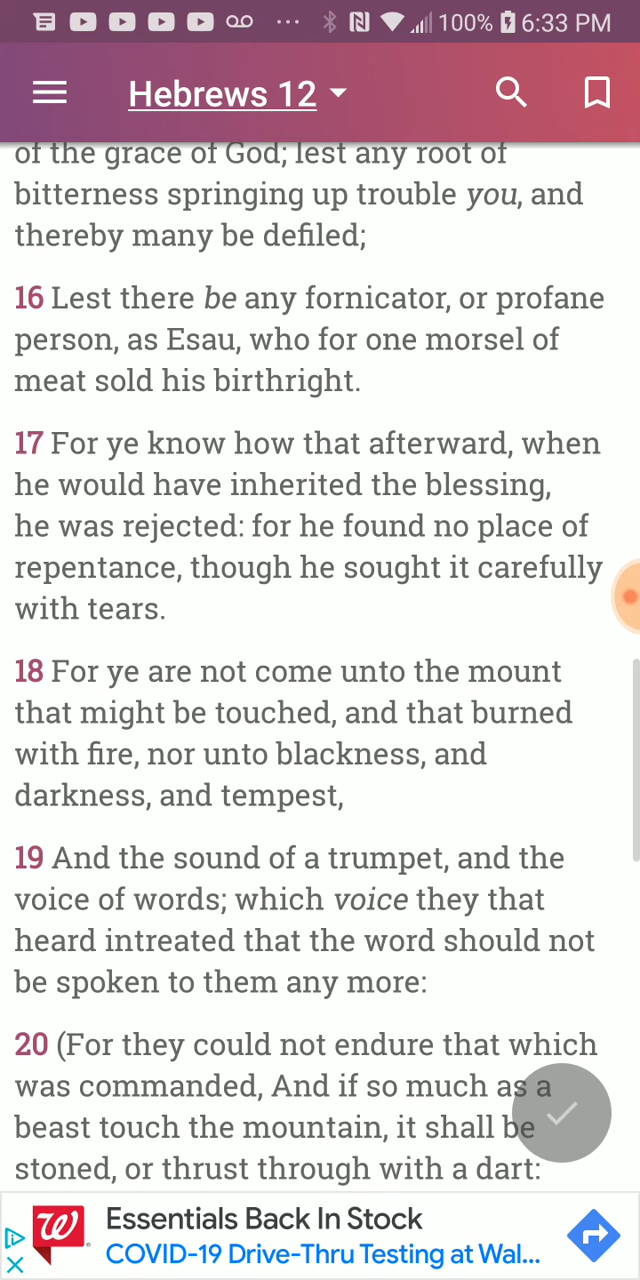 100% 6:33 PM
Hebrews 12
of the grace of God; lest any root of
bitterness springing up trouble you, and
thereby many be defiled;
16 Lest there be any fornicator, or profane
person, as Esau, who for one morsel of
meat sold his birthright.
17 For ye know how that afterward, when
he would have inherited the blessing,
he was rejected: for he found no place of
repentance, though he sought it carefully
with tears.
18 For ye are not come unto the mount
that might be touched, and that burned
with fire, nor unto blackness, and
darkness, and tempest,
19 And the sound of a trumpet, and the
voice of words; which voice they that
heard intreated that the word should not
be spoken to them any more:
20 (For they could not endure that which
was commanded, And if so much as a
beast touch the mountain, it shall be
stoned, or thrust through with a dart:
W
Essentials Back In Stock
COVID-19 Drive-Thru Testing at Wal...